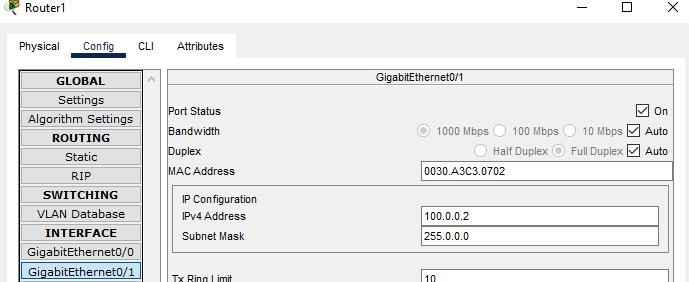 Router1
Physical Config CLI Attributes
GLOBAL
Settings
Algorithm Settings
ROUTING
Static
RIP
SWITCHING
VLAN Database
INTERFACE
GigabitEthernet0/0
GigabitEthernet0/1
GigabitEthernet0/1
Port Status On
Bandwidth 1000 Mbps 100 Mbps 10 Mbps Auto
Duplex Half Duplex Full Duplex Auto
MAC Address 0030.A3C3.0702
IP Configuration
IPv4 Address 100.0.0.2
Subnet Mask 255.0.0.0
Tx Ring Limit 10